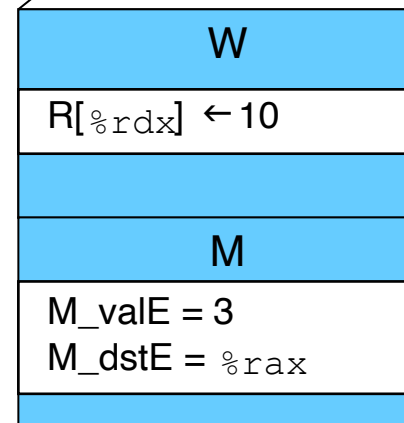 W
R[%rdx] ← 10
M
M_valE = 3
M_dstE = %rax